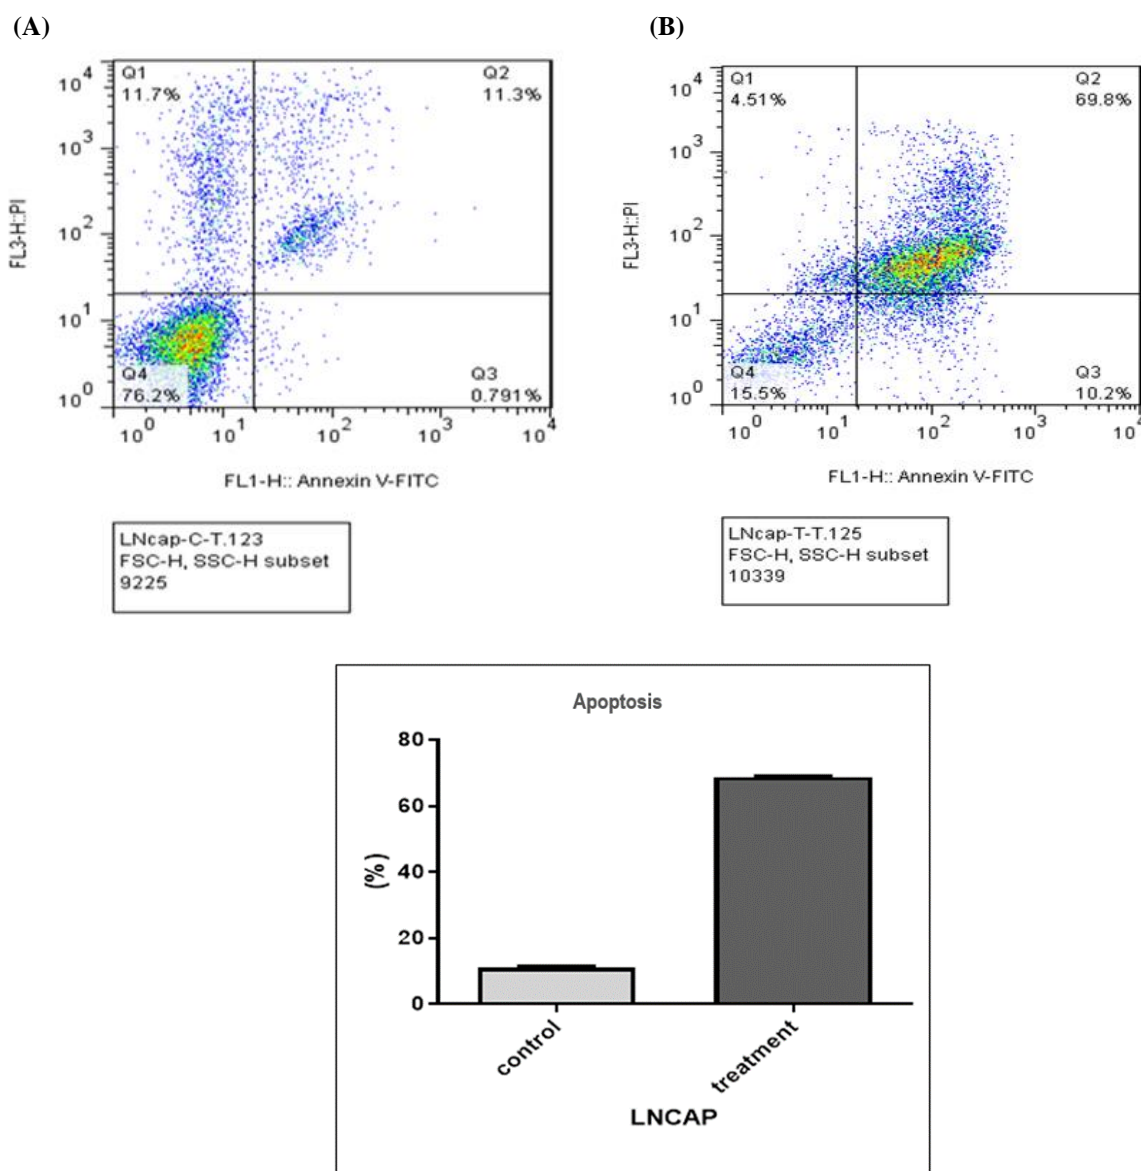 (A)
Q1
11.7%
Q2
11.3%
Q4
76.2%
Q3
0.791%
10^4
10^3
10^2
10^1
10^0
FL3-H::PI
10^0 10^1 10^2 10^3 10^4
FL1-H:: Annexin V-FITC
LNcap-C-T.123
FSC-H, SSC-H subset
9225
(B)
Q1
4.51%
Q2
69.8%
Q4
15.5%
Q3
10.2%
10^4
10^3
10^2
10^1
10^0
FL3-H::PI
10^0 10^1 10^2 10^3 10^4
FL1-H:: Annexin V-FITC
LNcap-T-T.125
FSC-H, SSC-H subset
10339
Apoptosis
80
60
40
20
0
(%)
control
treatment
LNCAP